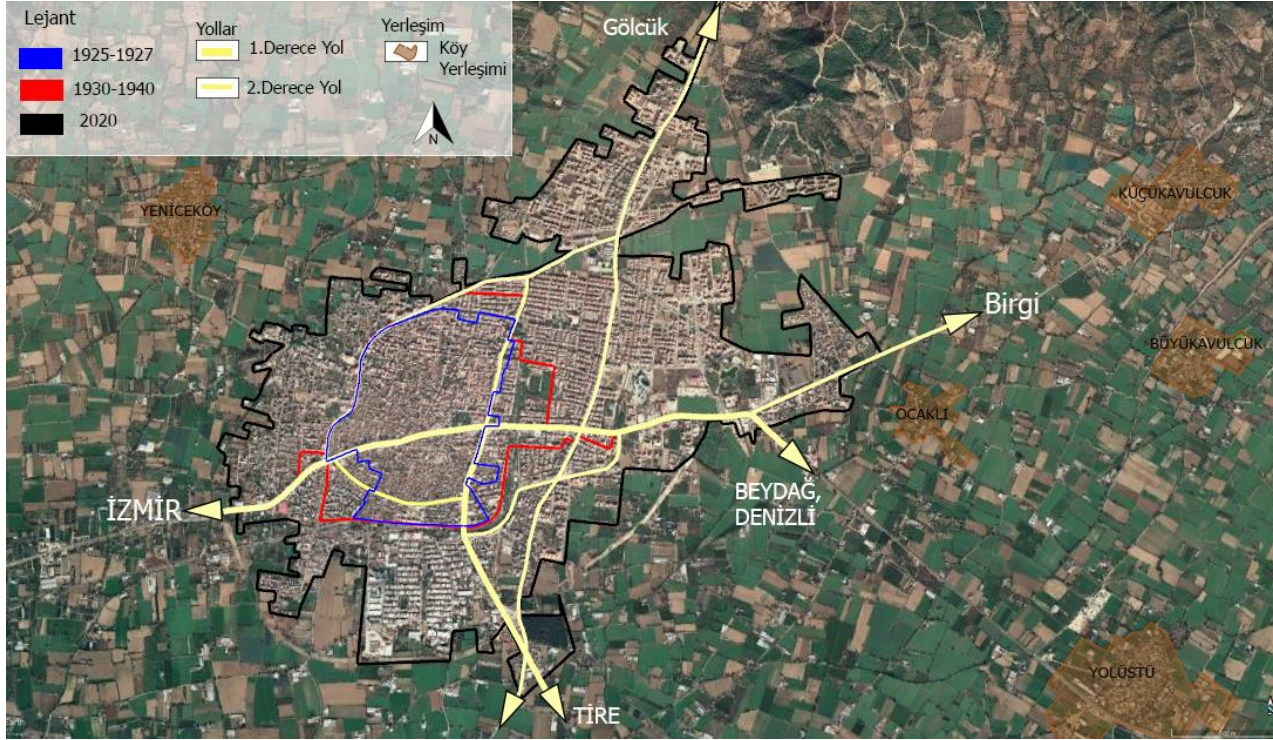 Lejant
1925-1927
1930-1940
2020
Yollar
1.Derece Yol
2.Derece Yol
Yerleşim
Köy
Yerleşimi
N
Gölcük
YENİCEKÖY
KÜÇÜKAVULCUK
Birgi
BÜYÜKAVULCUK
OCAKLI
İZMİR
BEYDAĞ,
DENİZLİ
YOLÜSTÜ
TİRE